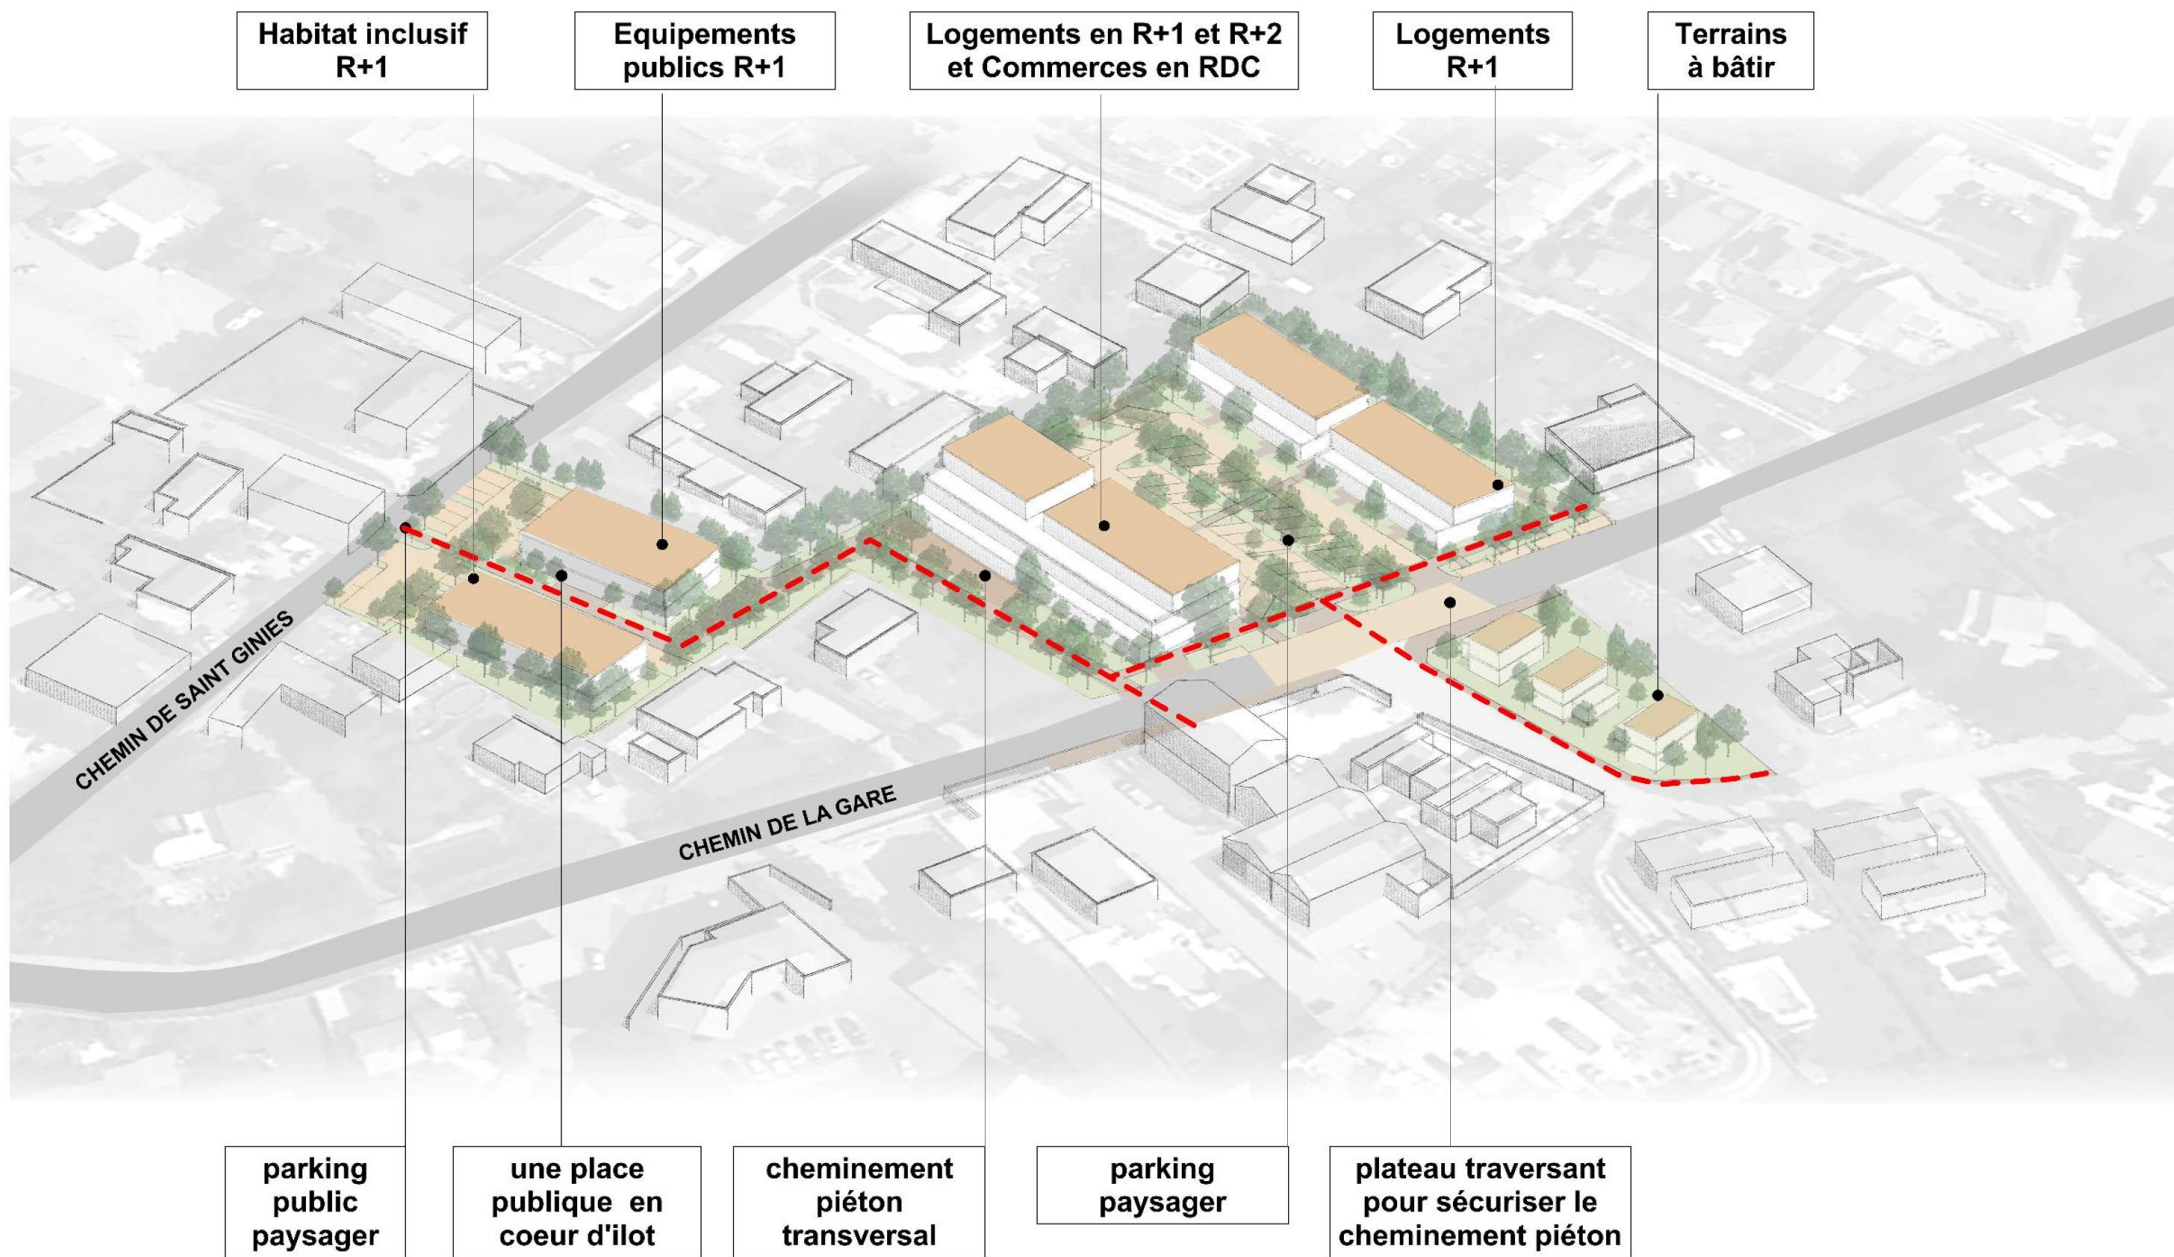 Habitat inclusif
R+1
Equipements
publics R+1
Logements en R+1 et R+2
et Commerces en RDC
Logements
R+1
Terrains
à bâtir
CHEMIN DE SAINT GINIES
CHEMIN DE LA GARE
parking
public
paysager
une place
publique en
coeur d'ilot
cheminement
piéton
transversal
parking
paysager
plateau traversant
pour sécuriser le
cheminement piéton